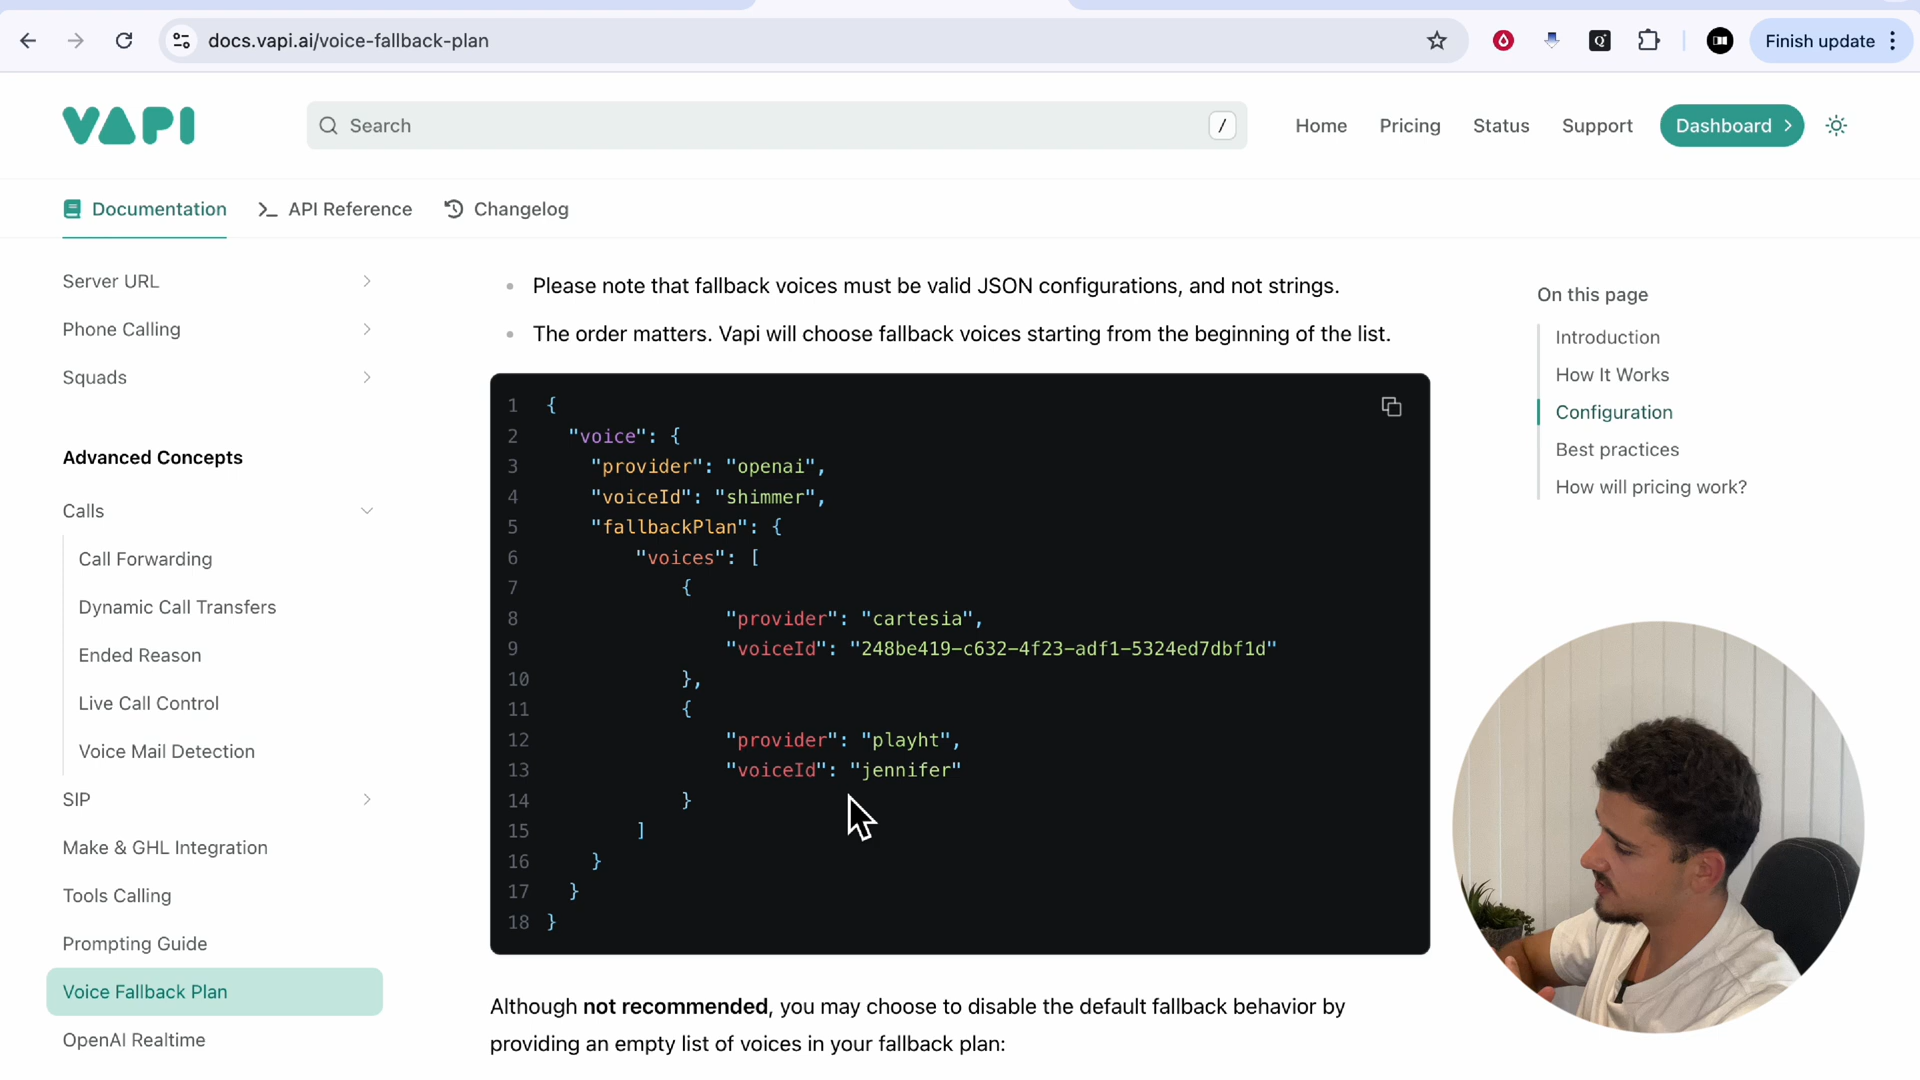 docs.vapi.ai/voice-fallback-plan
Finish update
VAPI
Search
/
Home
Pricing
Status
Support
Dashboard
Documentation
API Reference
Changelog
Server URL
Phone Calling
Squads
Advanced Concepts
Calls
Call Forwarding
Dynamic Call Transfers
Ended Reason
Live Call Control
Voice Mail Detection
SIP
Make & GHL Integration
Tools Calling
Prompting Guide
Voice Fallback Plan
OpenAI Realtime
Please note that fallback voices must be valid JSON configurations, and not strings.
The order matters. Vapi will choose fallback voices starting from the beginning of the list.
1 {
2 "voice": {
3 "provider": "openai",
4 "voiceId": "shimmer",
5 "fallbackPlan": {
6 "voices": [
7 {
8 "provider": "cartesia",
9 "voiceId": "248be419-c632-4f23-adf1-5324ed7dbf1d"
10 },
11 {
12 "provider": "playht",
13 "voiceId": "jennifer"
14 }
15 ]
16 }
17 }
18 }
Although not recommended, you may choose to disable the default fallback behavior by
providing an empty list of voices in your fallback plan:
On this page
Introduction
How It Works
Configuration
Best practices
How will pricing work?